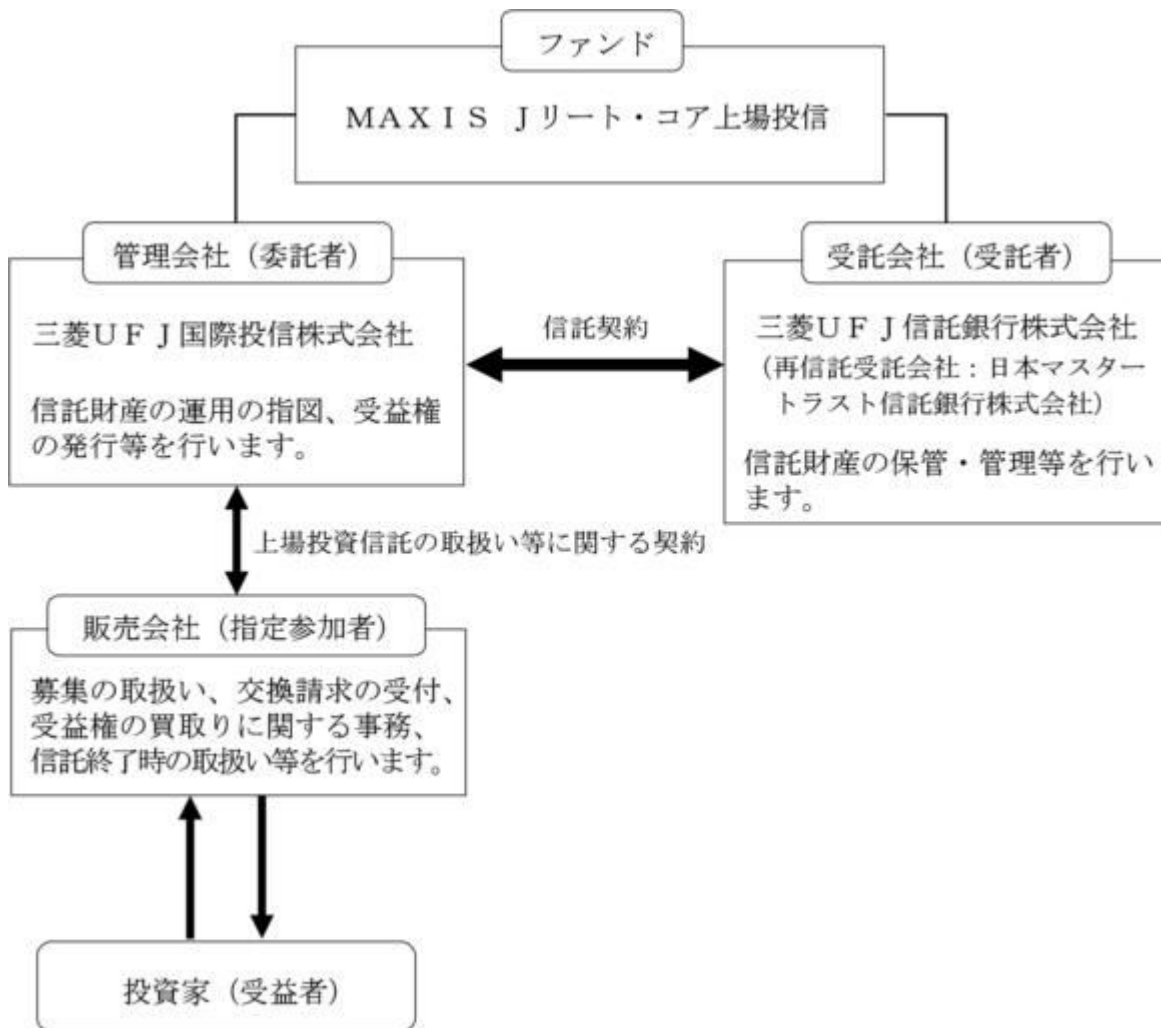 ファンド
ＭＡＸＩＳ Ｊリート・コア上場投信
管理会社（委託者）
三菱ＵＦＪ国際投信株式会社
信託財産の運用の指図、受益権
の発行等を行います。
信託契約
受託会社（受託者）
三菱ＵＦＪ信託銀行株式会社
（再信託受託会社：日本マスター
トラスト信託銀行株式会社）
信託財産の保管・管理等を行い
ます。
上場投資信託の取扱い等に関する契約
販売会社（指定参加者）
募集の取扱い、交換請求の受付、
受益権の買取りに関する事務、
信託終了時の取扱い等を行います。
投資家（受益者）